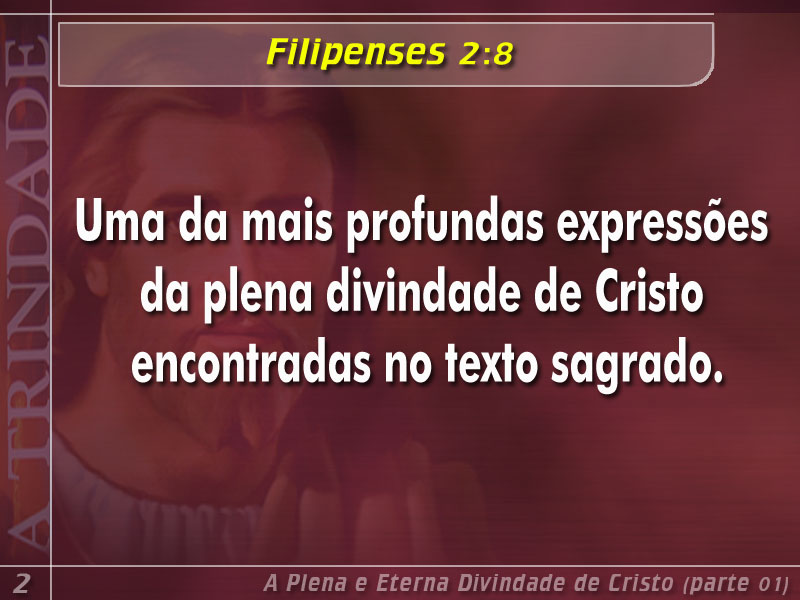 Filipenses 2:8
A TRINDADE
Uma da mais profundas expressões
da plena divindade de Cristo
encontradas no texto sagrado.
2
A Plena e Eterna Divindade de Cristo (parte 01)